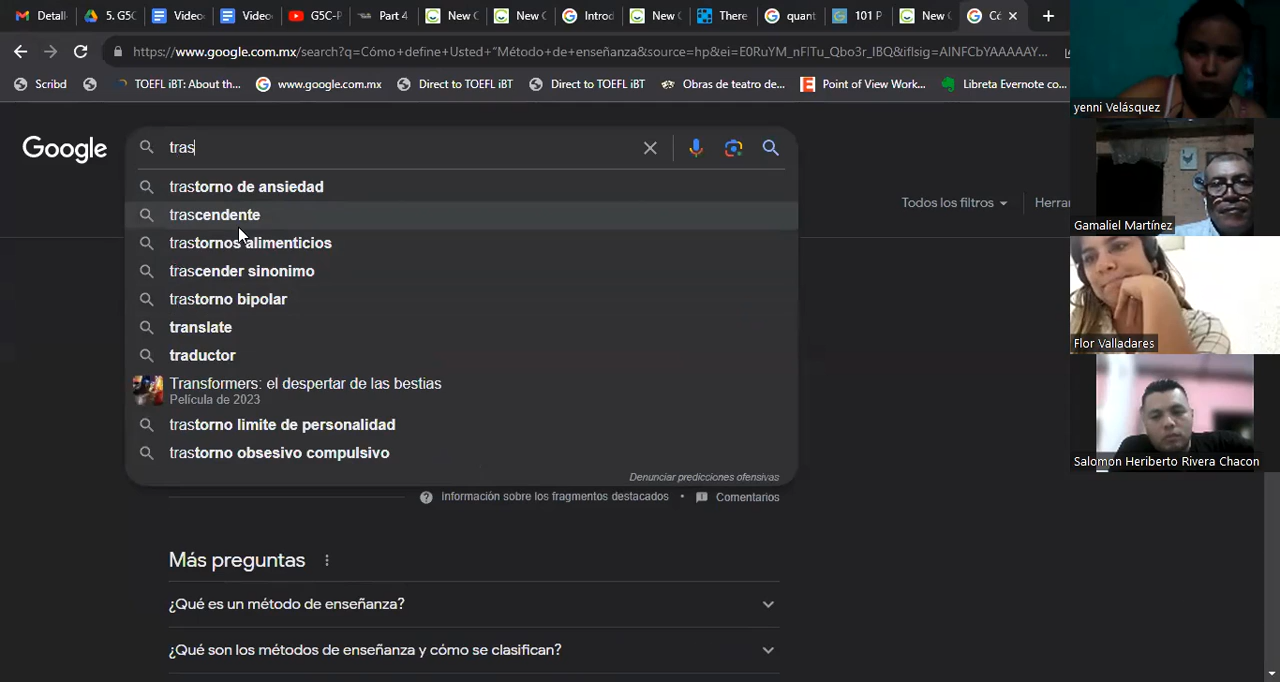 Detall
5. G5C
Video
Video
G5C-P
Part 4
New C
New C
Introd
New C
There
quant
101 P
New C
Có
https://www.google.com.mx/search?q=Cómo+define+Usted+"Método+de+enseñanza&source=hp&ei=E0RuYM_nFITu_Qbo3r_IBQ&iflsig=AINFCbYAAAAAY...
Scribd
TOEFL iBT: About th...
www.google.com.mx
Direct to TOEFL iBT
Direct to TOEFL iBT
Obras de teatro de...
Point of View Work...
Libreta Evernote co...
Google
tras
trastorno de ansiedad
trascendente
trastornos alimenticios
trascender sinonimo
trastorno bipolar
translate
traductor
Transformers: el despertar de las bestias
Película de 2023
trastorno limite de personalidad
trastorno obsesivo compulsivo
Denunciar predicciones ofensivas
Todos los filtros
Herrar
Información sobre los fragmentos destacados • Comentarios
Más preguntas
¿Qué es un método de enseñanza?
¿Qué son los métodos de enseñanza y cómo se clasifican?
yenni Velásquez
Gamaliel Martínez
Flor Valladares
Salomon Heriberto Rivera Chacon